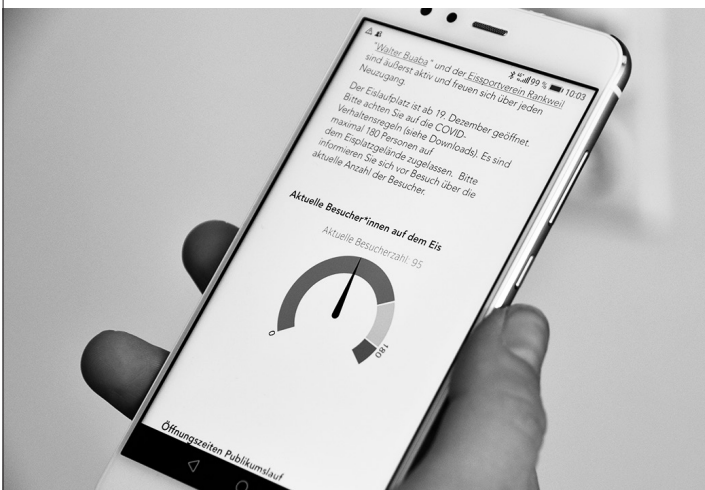 99 % 10:03
"Walter Buaba" und der Eissportverein Rankweil
sind äußerst aktiv und freuen sich über jeden
Neuzugang.
Der Eislaufplatz ist ab 19. Dezember geöffnet.
Bitte achten Sie auf die COVID-
Verhaltensregeln (siehe Downloads). Es sind
maximal 180 Personen auf
dem Eisplatzgelände zugelassen. Bitte
informieren Sie sich vor Besuch über die
aktuelle Anzahl der Besucher.
Aktuelle Besucher*innen auf dem Eis
Aktuelle Besucherzahl: 95
0
180
Öffnungszeiten Publikumslauf